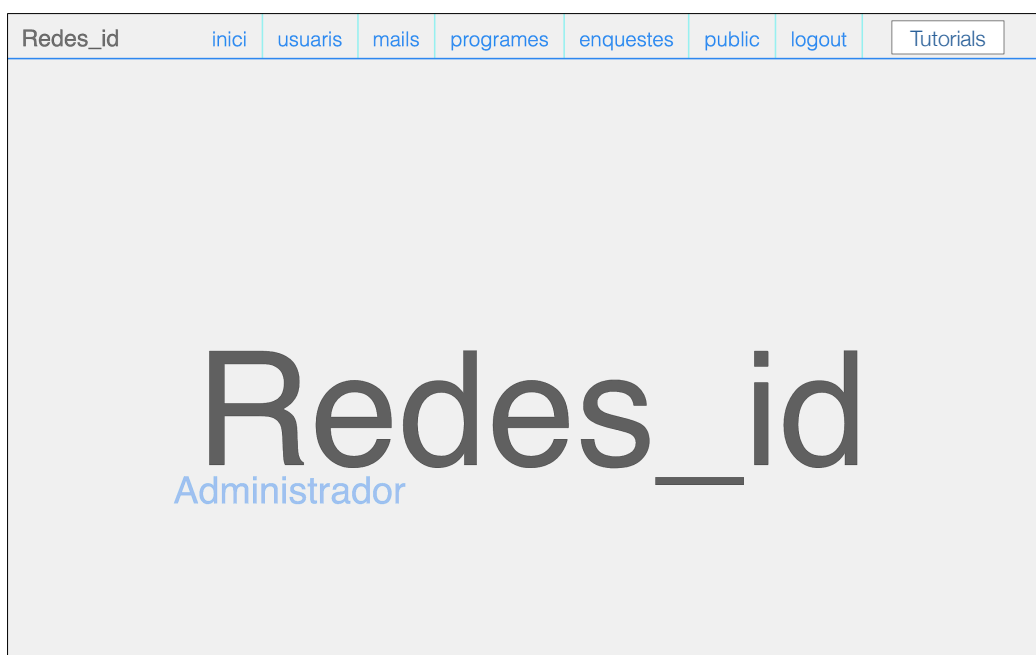 Redes_id inici usuaris mails programes enquestes public logout Tutorials
Redes_id
Administrador